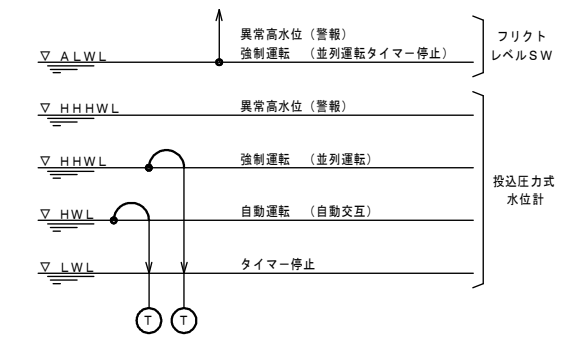 異常高水位（警報）
▽ ALWL
強制運転　（並列運転タイマー停止）
フリクト
レベルSW
▽ HHHWL
異常高水位（警報）
▽ HHWL
強制運転　（並列運転）
▽ HWL
自動運転　（自動交互）
投込圧力式
水位計
▽ LWL
タイマー停止
T T